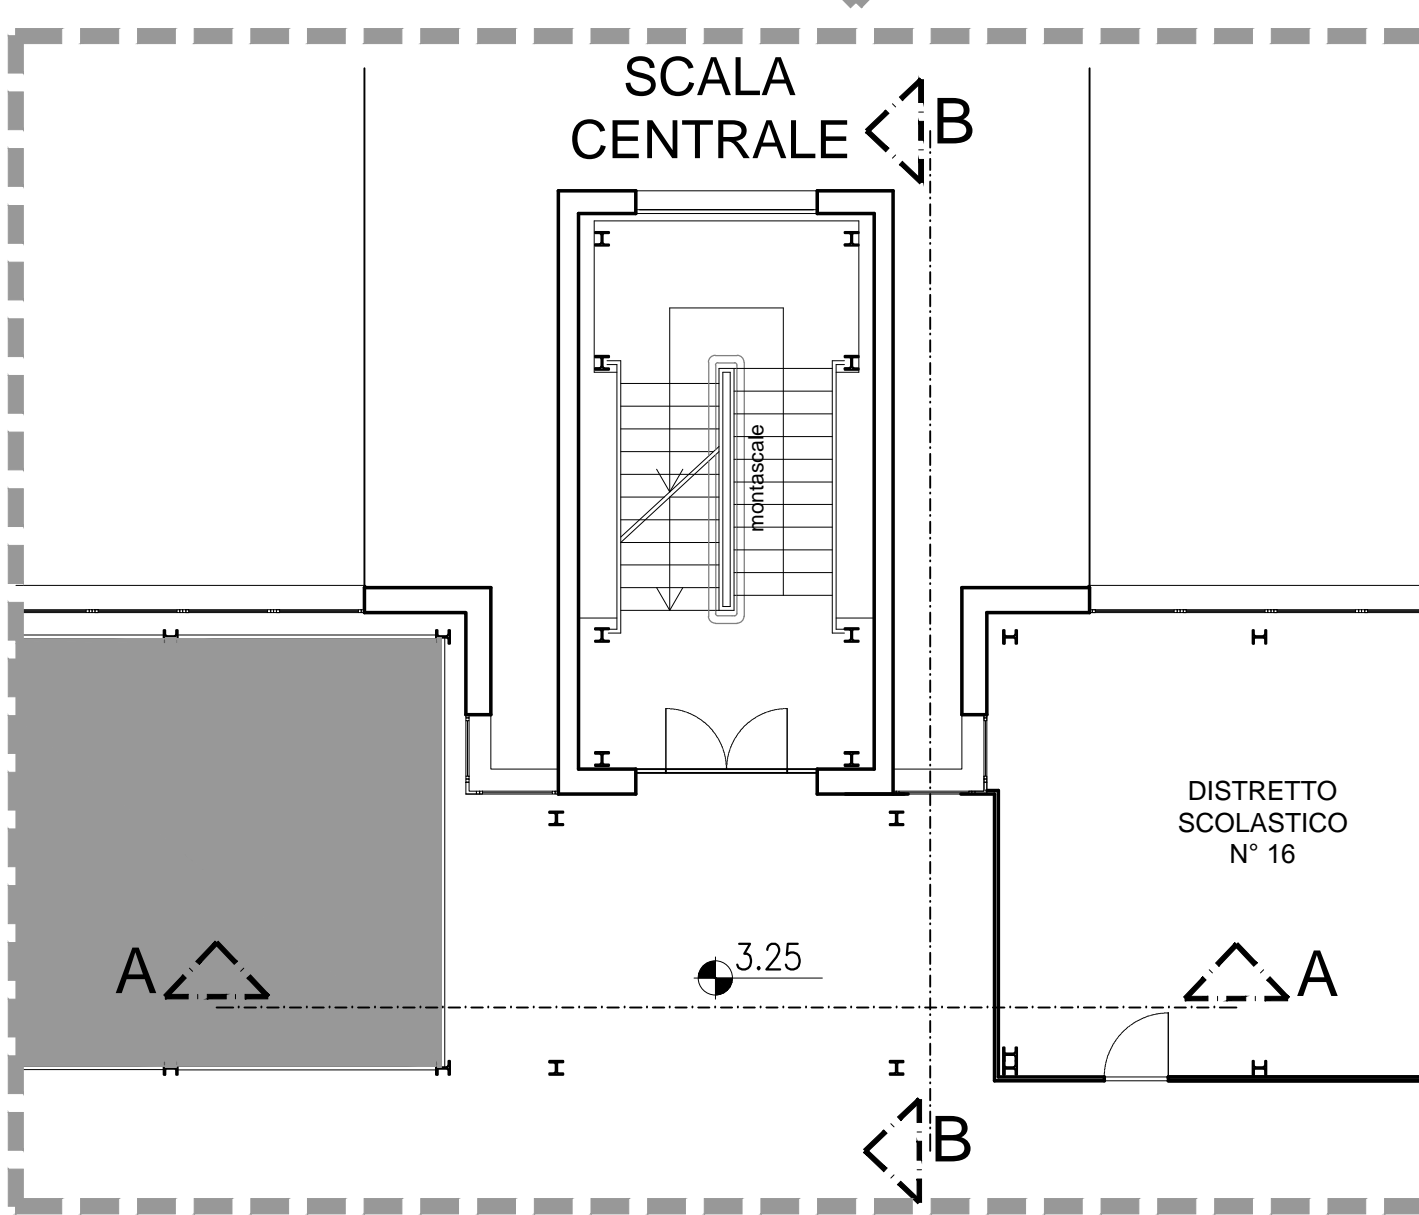 SCALA
CENTRALE
B
montascale
DISTRETTO
SCOLASTICO
N° 16
A
3.25
A
B